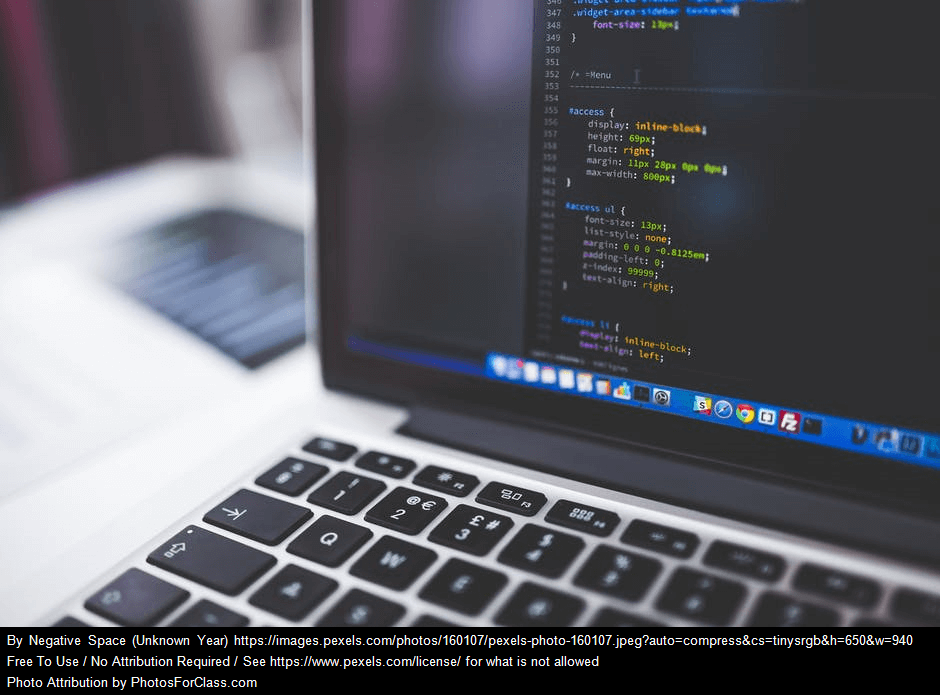 346
347 .widget-area-sidebar
348 font-size: 13px;
349 }
350
351
352 /* =Menu
353 ----------------------------
354
355 #access {
356 display: inline-block;
357 height: 69px;
358 float: right;
359 margin: 11px 28px 0px 0px;
360 max-width: 800px;
361 }
362
363 #access ul {
364 font-size: 13px;
list-style: none;
margin: 0 0 0 -0.8125em;
padding-left: 0;
z-index: 99999;
text-align: right;
}
#access li {
display: inline-block;
text-align: left;
S
Fz
! @ € £ # $
1 2 3 4
F3 F4
Q W E
A
By Negative Space (Unknown Year) https://images.pexels.com/photos/160107/pexels-photo-160107.jpeg?auto=compress&cs=tinysrgb&h=650&w=940
Free To Use / No Attribution Required / See https://www.pexels.com/license/ for what is not allowed
Photo Attribution by PhotosForClass.com